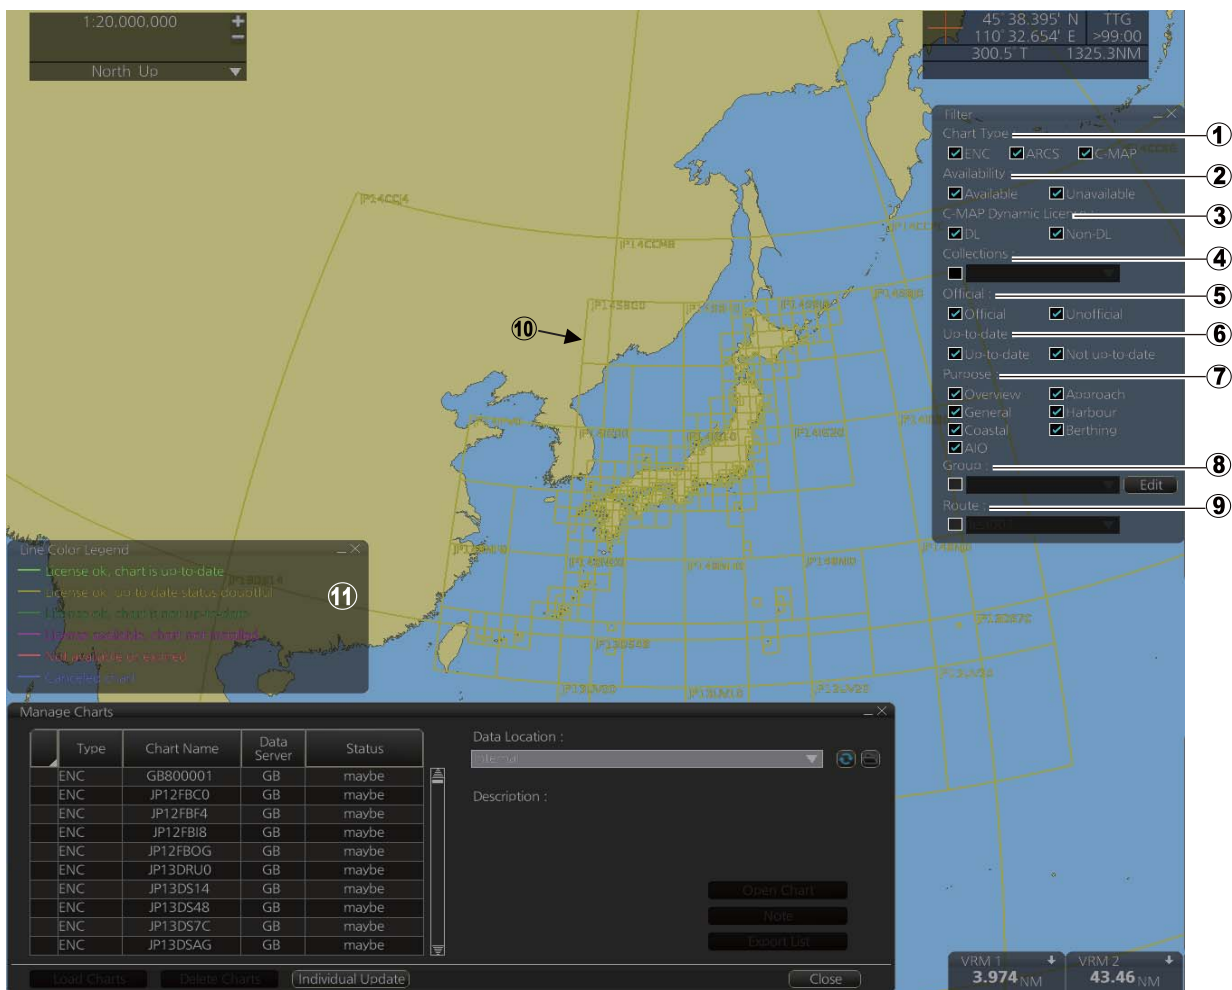 1:20,000,000 +
−
North Up
45° 38.395' N TTG
110° 32.654' E >99:00
300.5° T 1325.3NM
Filter
Chart Type :
ENC ARCS C-MAP
Availability :
Available Unavailable
C-MAP Dynamic License :
DL Non-DL
Collections :
Official :
Official Unofficial
Up-to-date
Up-to-date Not up-to-date
Purpose :
Overview Approach
General Harbour
Coastal Berthing
AIO
Group :
Edit
Route :
1
2
3
4
5
6
7
8
9
10
11
JP14CCJ4
JP14CCM8
JP14S8G0
Line Color Legend
License ok, chart is up-to-date
License ok, up to date status doubtful
License ok, chart is not up-to-date
License available, chart not installed
Not available or expired
Canceled chart
JP13DS48
Manage Charts
Type Chart Name Data Server Status
ENC GB800001 GB maybe
ENC JP12FBC0 GB maybe
ENC JP12FBF4 GB maybe
ENC JP12FBI8 GB maybe
ENC JP12FBOG GB maybe
ENC JP13DRU0 GB maybe
ENC JP13DS14 GB maybe
ENC JP13DS48 GB maybe
ENC JP13DS7C GB maybe
ENC JP13DSAG GB maybe
Data Location :
Internal
Description :
Open Chart
Note
Export List
Load Charts Delete Charts Individual Update Close
VRM 1 VRM 2
3.974 NM 43.46 NM